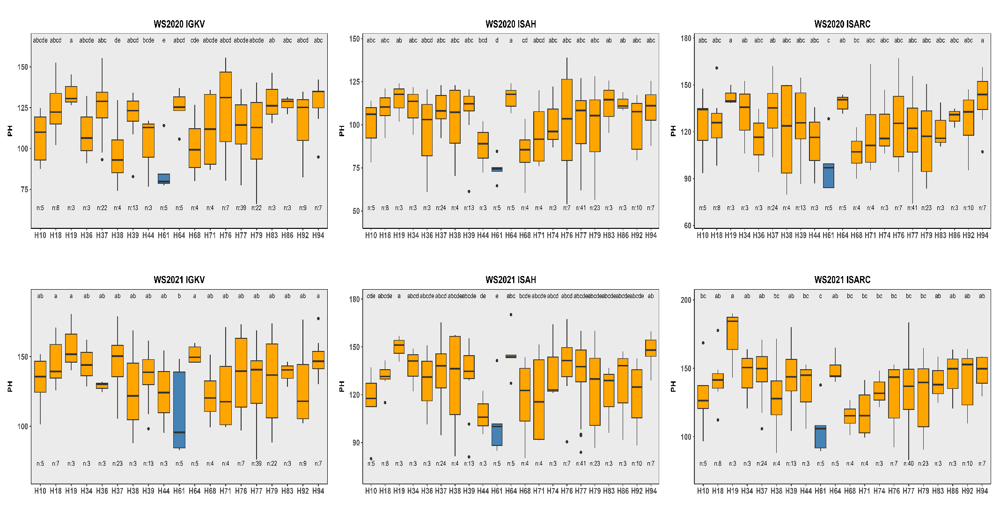 WS2020 IGKV
abcde abcd a abcde abc de abcd bcde e abcd cde abcde abcd abcde abcde ab abc abcd abc
150
125
100
75
PH
n:5 n:8 n:3 n:3 n:22 n:4 n:13 n:3 n:5 n:5 n:4 n:4 n:7 n:39 n:22 n:3 n:3 n:9 n:7
H10 H18 H19 H36 H37 H38 H39 H44 H61 H64 H68 H71 H76 H77 H79 H83 H86 H92 H94
WS2020 ISAH
abc abc ab abc abcd abc abc abc bcd d a cd abcd abc abc abc abc ab ab abc abc
150
125
100
75
50
PH
n:5 n:8 n:3 n:3 n:3 n:24 n:4 n:13 n:3 n:5 n:5 n:4 n:4 n:3 n:7 n:41 n:23 n:3 n:3 n:10 n:7
H10 H18 H19 H34 H36 H37 H38 H39 H44 H61 H64 H68 H71 H74 H76 H77 H79 H83 H86 H92 H94
WS2020 ISARC
abc abc a ab abc ab abc abc abc c ab bc abc abc abc abc abc abc abc abc a
180
150
120
90
60
PH
n:5 n:8 n:3 n:3 n:3 n:24 n:4 n:13 n:3 n:5 n:5 n:4 n:4 n:3 n:7 n:41 n:23 n:3 n:3 n:10 n:7
H10 H18 H19 H34 H36 H37 H38 H39 H44 H61 H64 H68 H71 H74 H76 H77 H79 H83 H86 H92 H94
WS2021 IGKV
ab a a ab ab ab ab ab ab b a ab ab ab ab ab ab ab a
150
100
PH
n:5 n:7 n:3 n:3 n:3 n:23 n:3 n:13 n:3 n:5 n:5 n:4 n:4 n:7 n:39 n:22 n:3 n:9 n:7
H10 H18 H19 H34 H36 H37 H38 H39 H44 H61 H64 H68 H71 H76 H77 H79 H83 H92 H94
WS2021 ISAH
cde abcde a abcd abcde abcd abcde abcde de e abc bcde abcde abcd abcd abcde abcde abcde abcde abcde ab
180
150
120
90
PH
n:5 n:8 n:3 n:3 n:3 n:24 n:4 n:13 n:3 n:5 n:5 n:4 n:4 n:3 n:7 n:41 n:23 n:3 n:3 n:10 n:7
H10 H18 H19 H34 H36 H37 H38 H39 H44 H61 H64 H68 H71 H74 H76 H77 H79 H83 H86 H92 H94
WS2021 ISARC
bc ab a ab ab bc ab bc c ab bc bc bc bc bc bc ab ab ab ab
200
150
100
PH
n:5 n:8 n:3 n:3 n:24 n:4 n:13 n:3 n:5 n:5 n:4 n:4 n:3 n:7 n:40 n:23 n:3 n:3 n:10 n:7
H10 H18 H19 H34 H37 H38 H39 H44 H61 H64 H68 H71 H74 H76 H77 H79 H83 H86 H92 H94